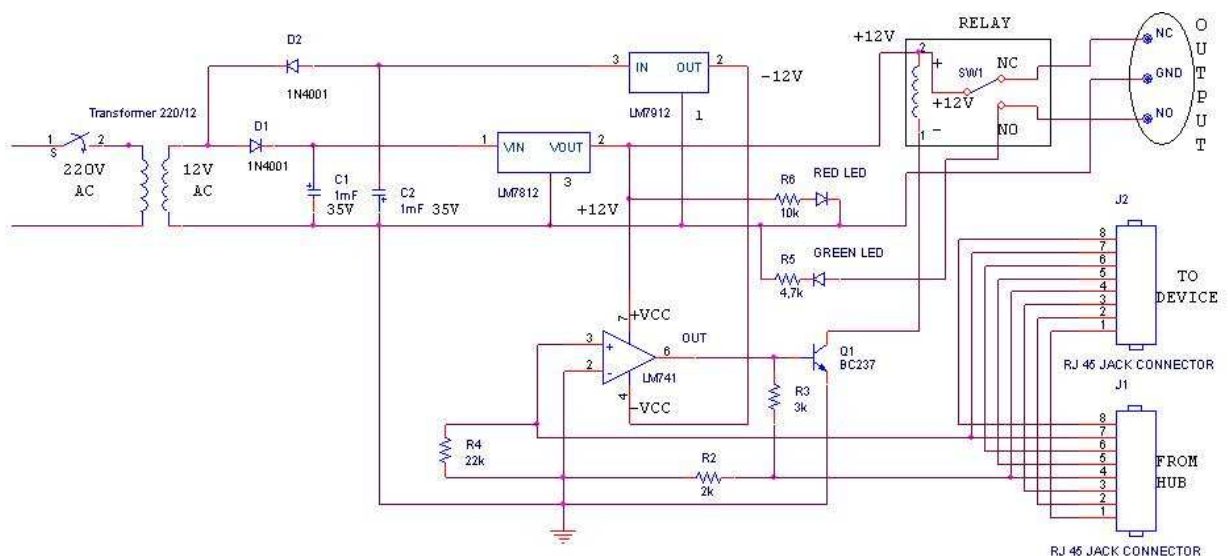 RELAY
OUTPUT
D2
1N4001
3 IN OUT 2
-12V
LM7912
1
+12V
2
+
SW1
NC
+12V
-
1
NO
NC
GND
NO
Transformer 220/12
1 2
S
220V
AC
12V
AC
D1
1N4001
1 VIN VOUT 2
LM7812
3
+12V
C1
1mF
35V
C2
1mF 35V
R6
10k
RED LED
R5
4,7k
GREEN LED
J2
8
7
6
5
4
3
2
1
TO
DEVICE
RJ 45 JACK CONNECTOR
7
+VCC
3
+
2
-
6
OUT
LM741
4
-VCC
Q1
BC237
R3
3k
R4
22k
R2
2k
J1
8
7
6
5
4
3
2
1
FROM
HUB
RJ 45 JACK CONNECTOR